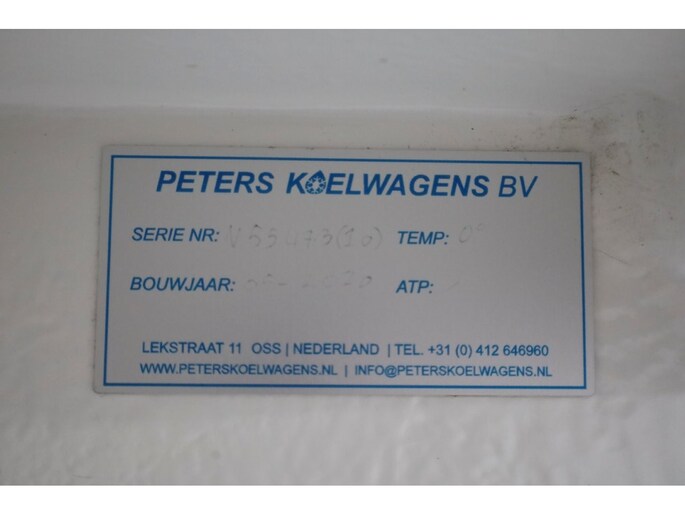 PETERS KOELWAGENS BV
SERIE NR: TEMP: 0°
BOUWJAAR: ATP:
LEKSTRAAT 11 OSS | NEDERLAND | TEL. +31 (0) 412 646960
WWW.PETERSKOELWAGENS.NL | INFO@PETERSKOELWAGENS.NL